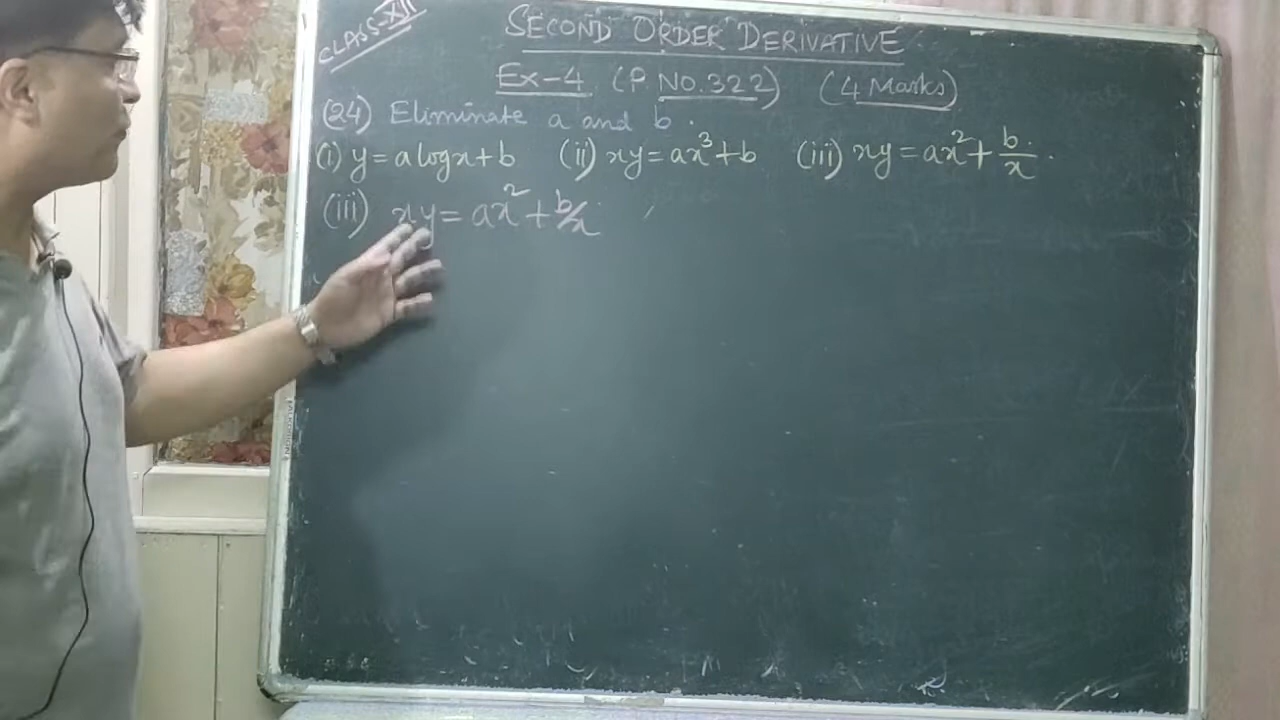 CLASS-XII
SECOND ORDER DERIVATIVE
Ex-4 (P NO.322) (4 Marks)
(24) Eliminate a and b.
(i) y = a logx + b (ii) xy = ax³ + b (iii) xy = ax² + b/x.
(iii) xy = ax² + b/x